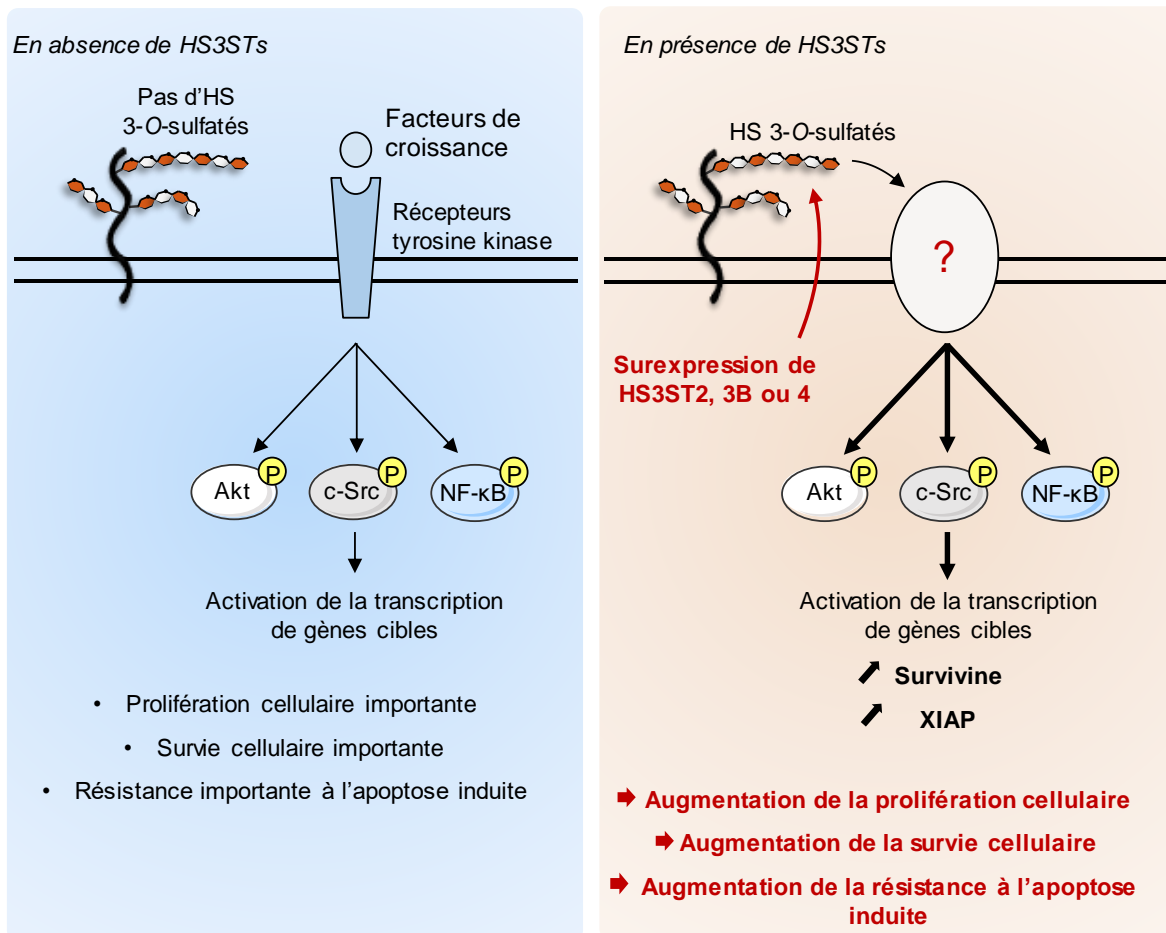 En absence de HS3STs
Pas d'HS
3-O-sulfatés
Facteurs de
croissance
Récepteurs
tyrosine kinase
Akt
P
c-Src
P
NF-κB
P
Activation de la transcription
de gènes cibles
• Prolifération cellulaire importante
• Survie cellulaire importante
• Résistance importante à l'apoptose induite
En présence de HS3STs
HS 3-O-sulfatés
?
Surexpression de
HS3ST2, 3B ou 4
Akt
P
c-Src
P
NF-κB
P
Activation de la transcription
de gènes cibles
Survivine
XIAP
Augmentation de la prolifération cellulaire
Augmentation de la survie cellulaire
Augmentation de la résistance à l'apoptose
induite